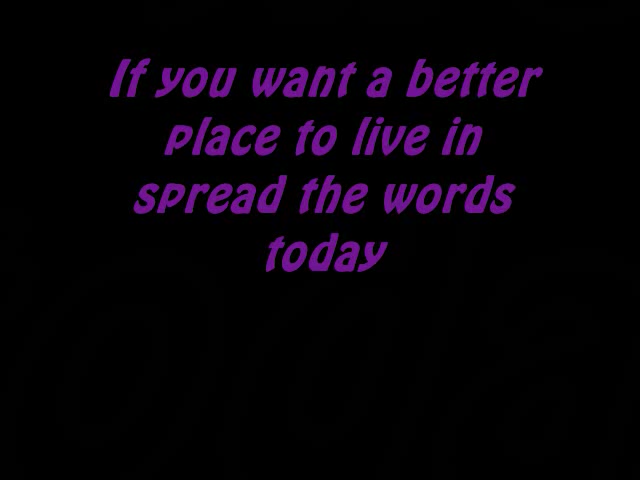 If you want a better
place to live in
spread the words
today